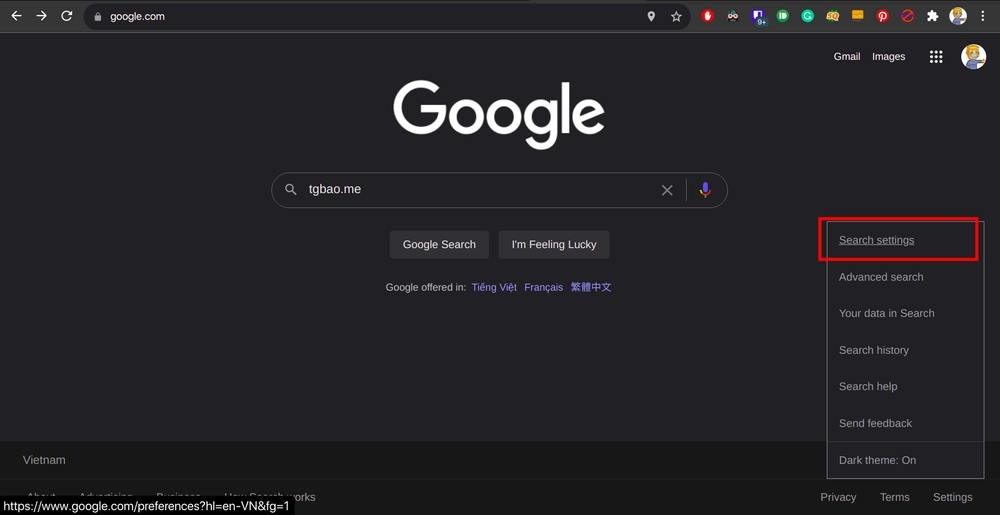 google.com
9+
SQ
Gmail Images
Google
tgbao.me
Google Search I'm Feeling Lucky
Google offered in: Tiếng Việt Français 繁體中文
Search settings
Advanced search
Your data in Search
Search history
Search help
Send feedback
Dark theme: On
Vietnam
About Advertising Business How Search works
Privacy Terms Settings
https://www.google.com/preferences?hl=en-VN&fg=1